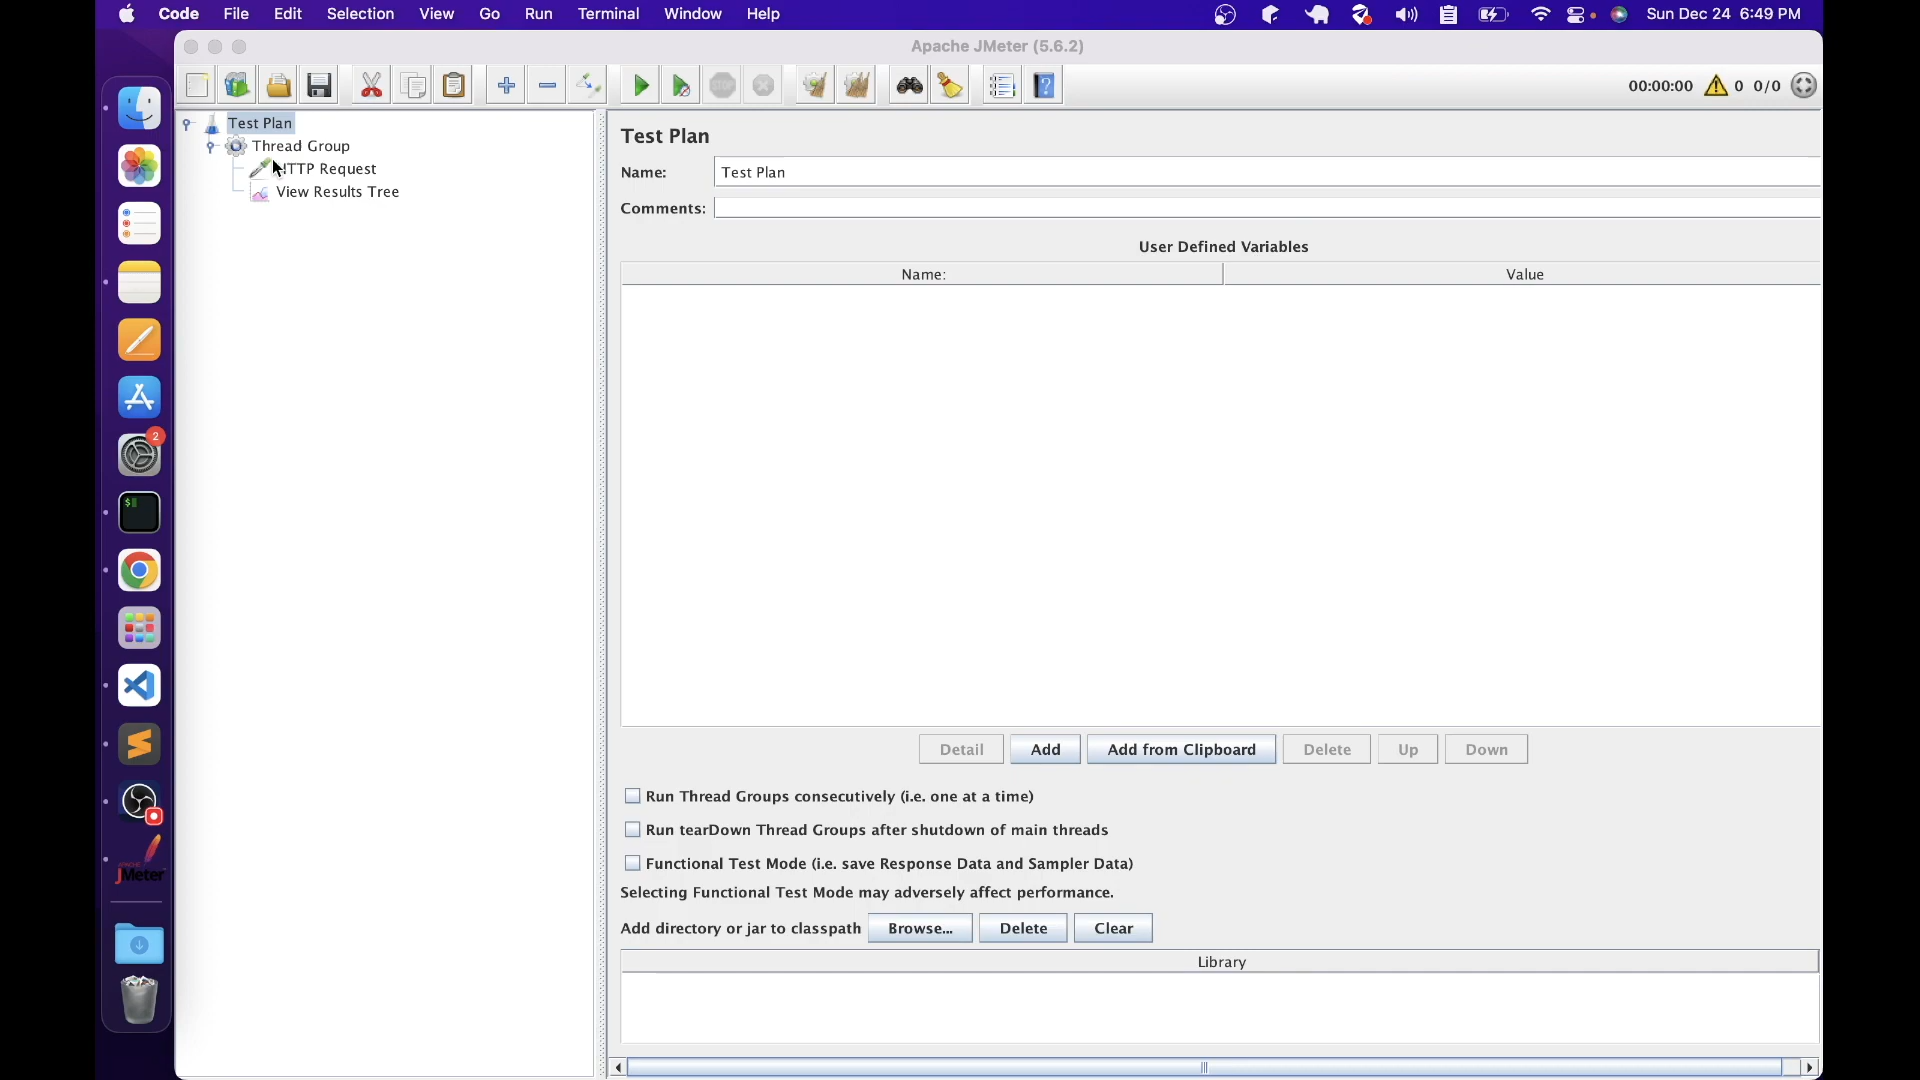 Code File Edit Selection View Go Run Terminal Window Help Sun Dec 24 6:49 PM
Apache JMeter (5.6.2)
00:00:00 0 0/0
Test Plan
Thread Group
HTTP Request
View Results Tree
Test Plan
Name: Test Plan
Comments:
User Defined Variables
Name: Value
Detail Add Add from Clipboard Delete Up Down
Run Thread Groups consecutively (i.e. one at a time)
Run tearDown Thread Groups after shutdown of main threads
Functional Test Mode (i.e. save Response Data and Sampler Data)
Selecting Functional Test Mode may adversely affect performance.
Add directory or jar to classpath Browse... Delete Clear
Library
2
$
JMeter